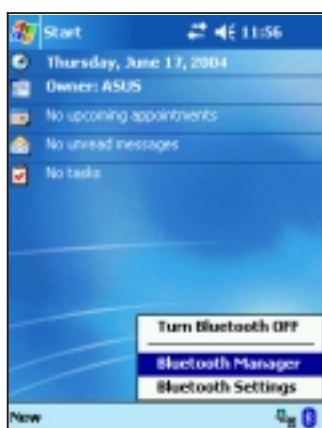 Start 11:56
Thursday, June 17, 2004
Owner: ASUS
No upcoming appointments
No unread messages
No tasks
Turn Bluetooth OFF
Bluetooth Manager
Bluetooth Settings
New